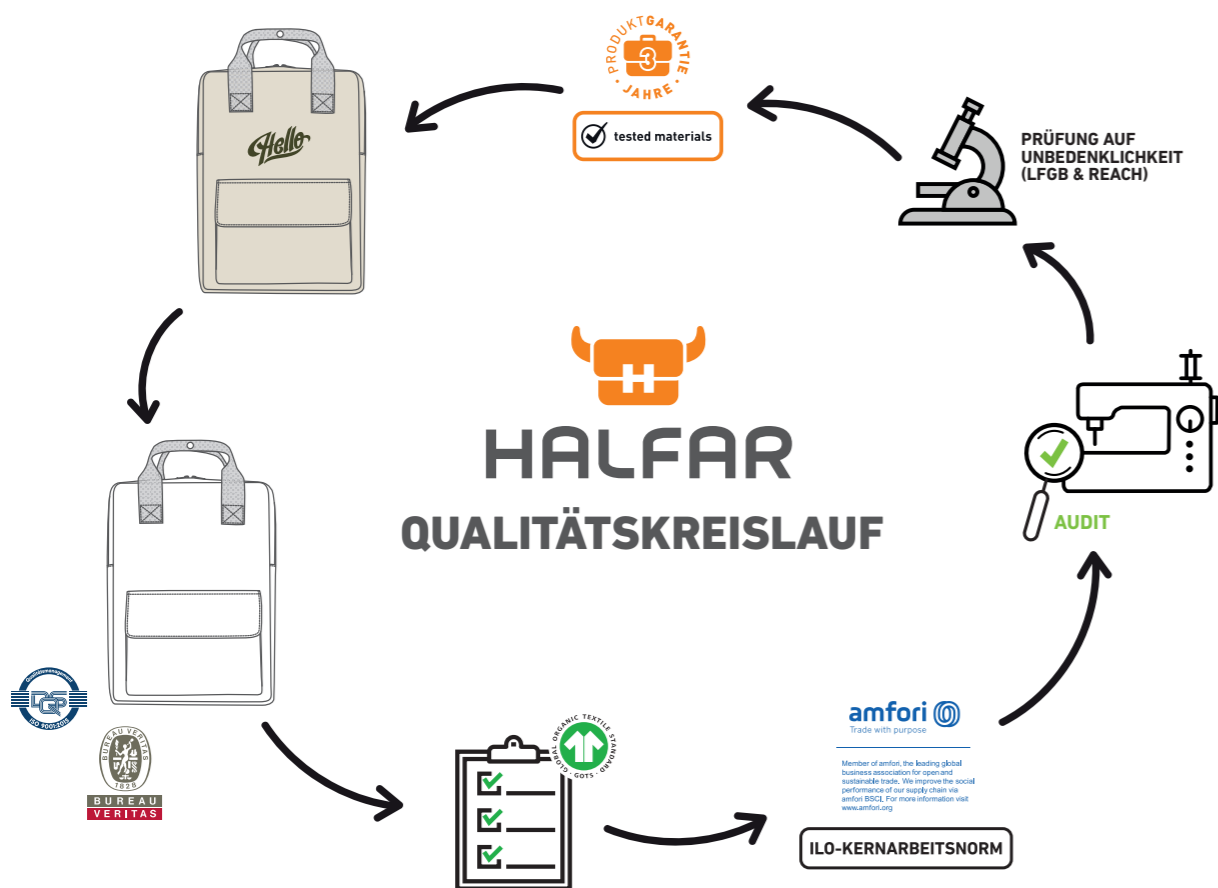 PRODUKTGARANTIE
3
· JAHRE ·
tested materials
Hello
PRÜFUNG AUF
UNBEDENKLICHKEIT
(LFGB & REACH)
H
HALFAR
QUALITÄTSKREISLAUF
AUDIT
Qualitätsmanagement
DQP
ISO 9001:2015
BUREAU VERITAS
1828
BUREAU
VERITAS
GLOBAL ORGANIC TEXTILE STANDARD
· GOTS ·
amfori
Trade with purpose
Member of amfori, the leading global
business association for open and
sustainable trade. We improve the social
performance of our supply chain via
amfori BSCI. For more information visit
www.amfori.org
ILO-KERNARBEITSNORM